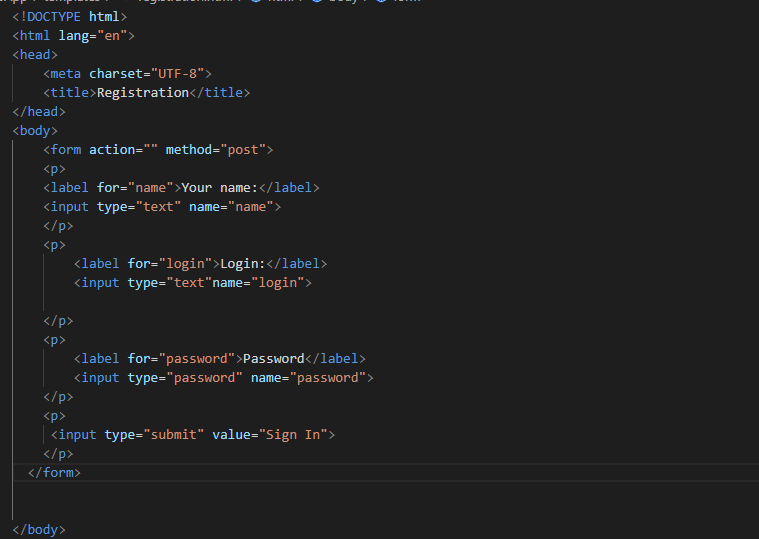 <!DOCTYPE html>
<html lang="en">
<head>
    <meta charset="UTF-8">
    <title>Registration</title>
</head>
<body>
    <form action="" method="post">
    <p>
    <label for="name">Your name:</label>
    <input type="text" name="name">
    </p>
    <p>
        <label for="login">Login:</label>
        <input type="text"name="login">
    </p>
    <p>
        <label for="password">Password</label>
        <input type="password" name="password">
    </p>
    <p>
     <input type="submit" value="Sign In">
    </p>
  </form>
</body>